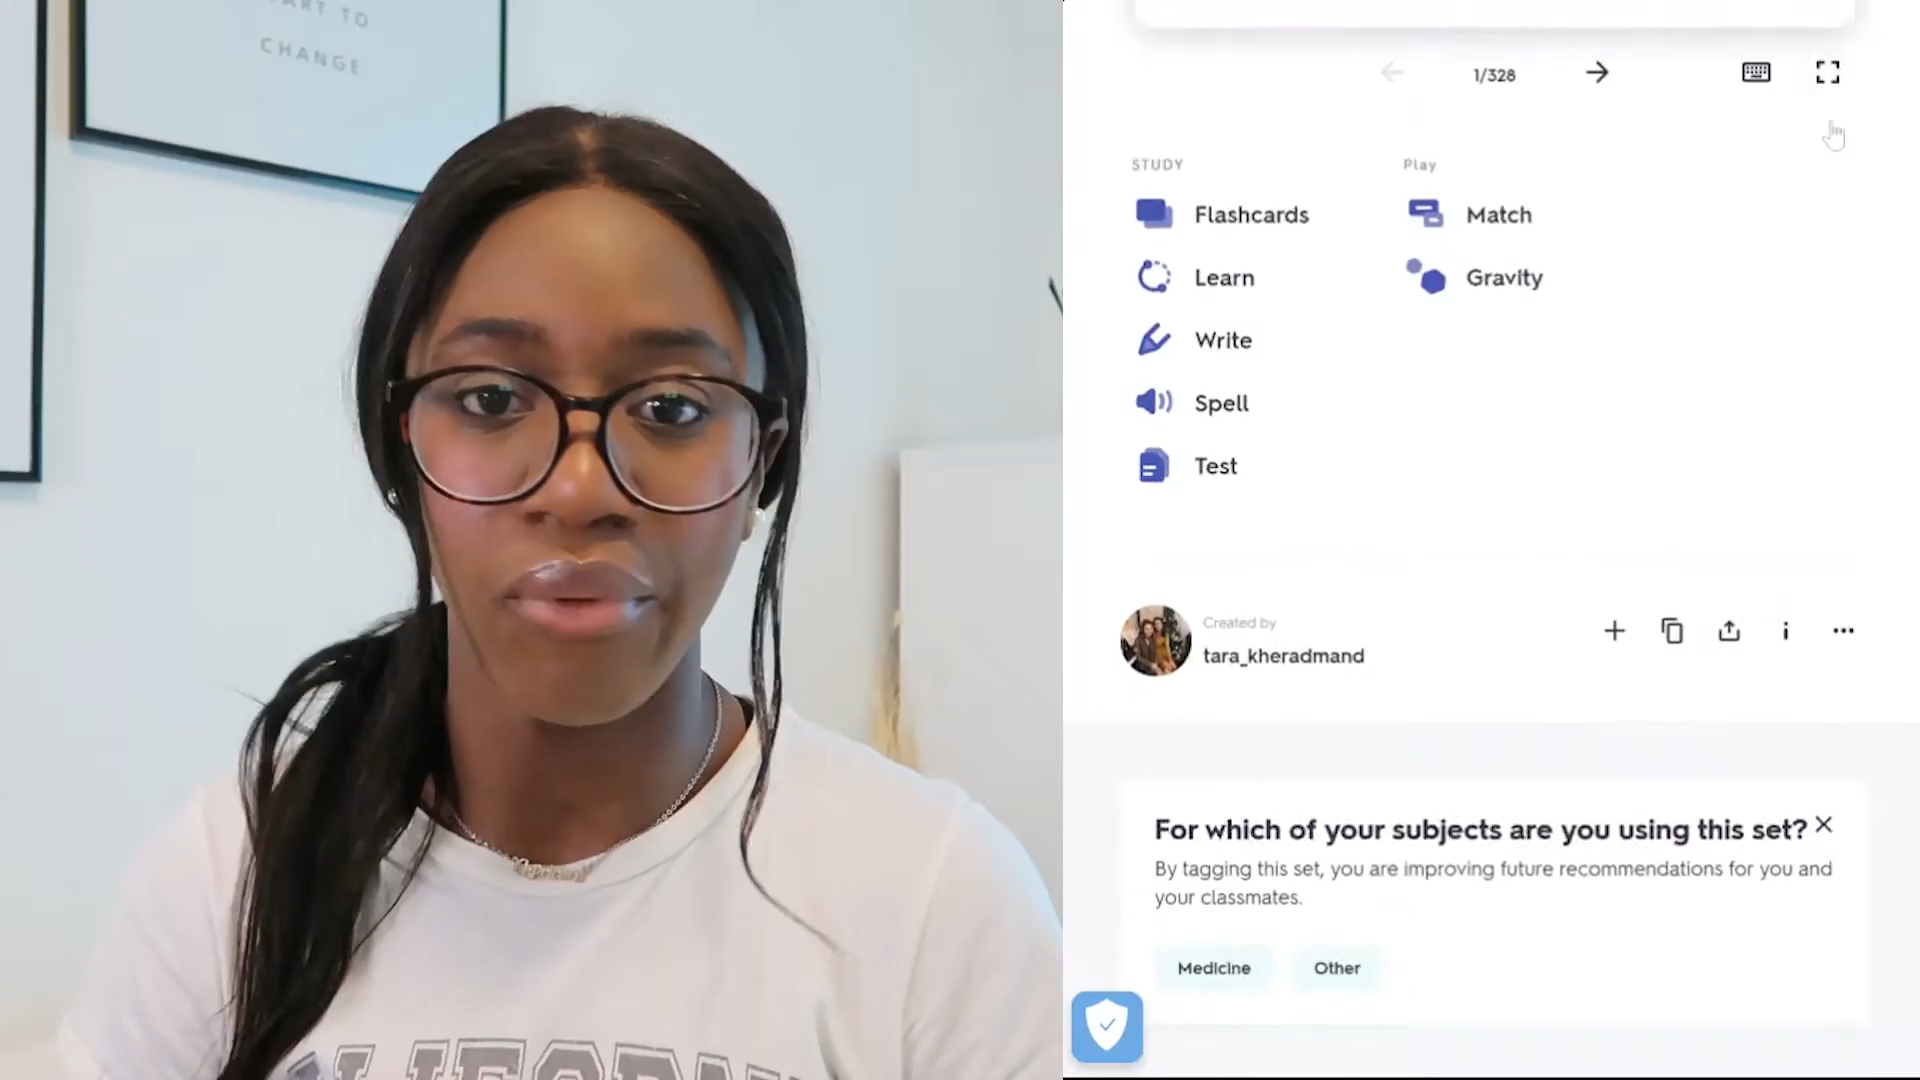 TO
CHANGE
1/328
STUDY
Play
Flashcards
Match
Learn
Gravity
Write
Spell
Test
Created by
tara_kheradmand
For which of your subjects are you using this set?
By tagging this set, you are improving future recommendations for you and
your classmates.
Medicine
Other